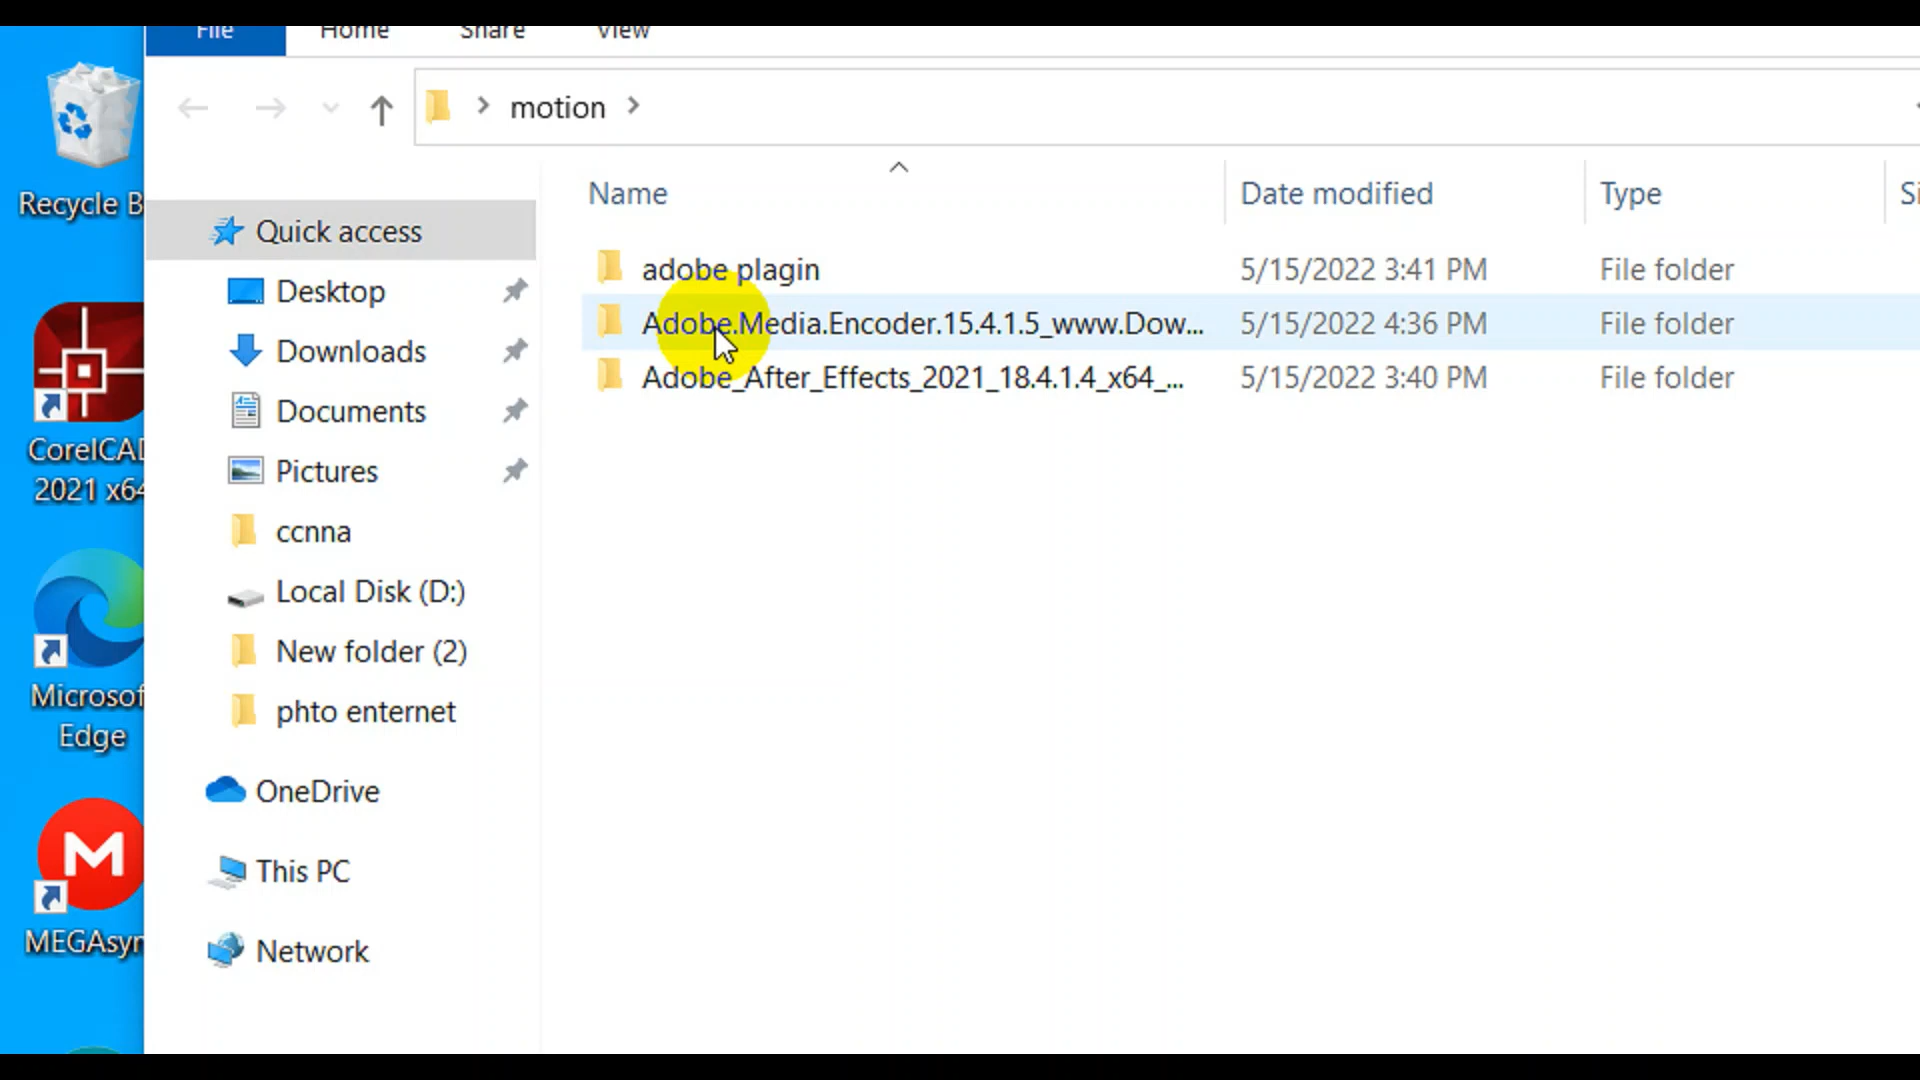 File Home Share View
motion
Name Date modified Type
Quick access
Desktop
Downloads
Documents
Pictures
ccnna
Local Disk (D:)
New folder (2)
phto enternet
OneDrive
This PC
Network
adobe plagin 5/15/2022 3:41 PM File folder
Adobe.Media.Encoder.15.4.1.5_www.Dow... 5/15/2022 4:36 PM File folder
Adobe_After_Effects_2021_18.4.1.4_x64_... 5/15/2022 3:40 PM File folder
Recycle B
CorelCAD
2021 x64
Microsof
Edge
MEGAsyn